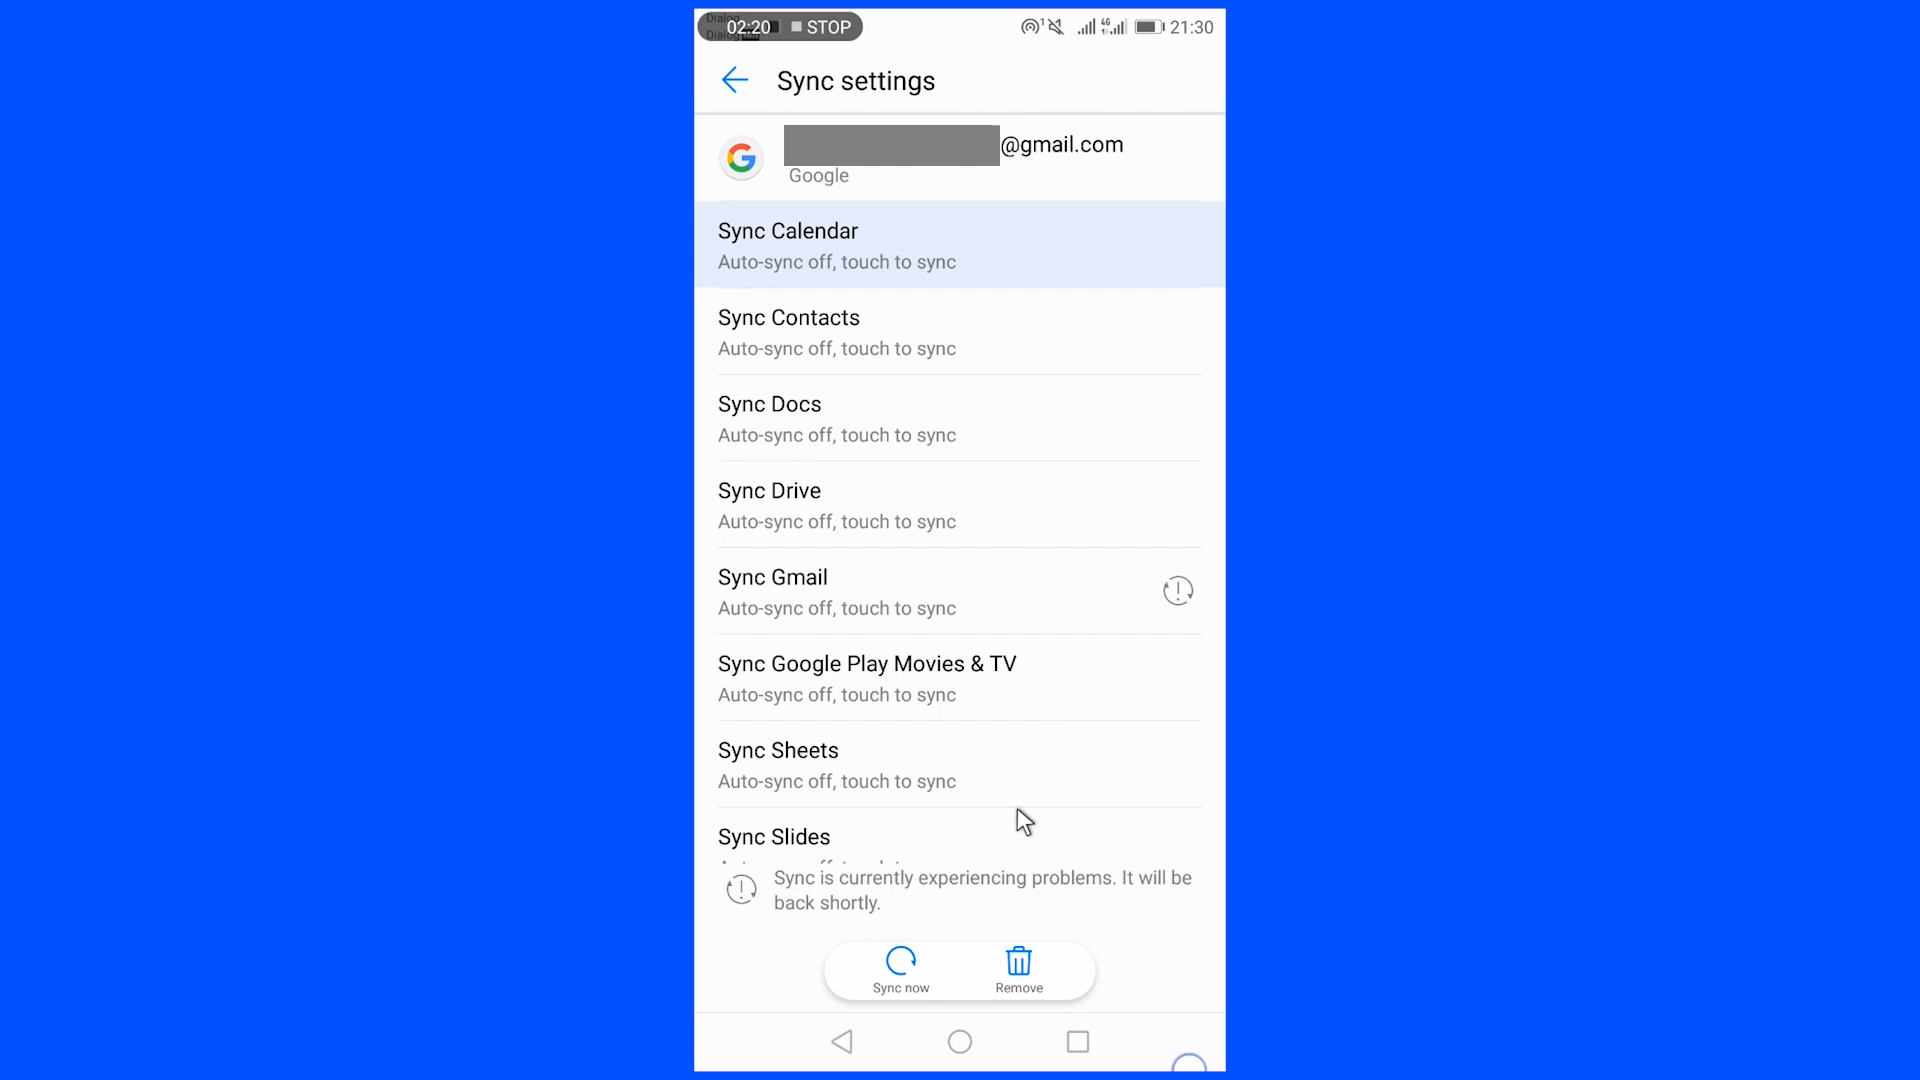 02:20 STOP
1 4G 21:30
Sync settings
@gmail.com
Google
Sync Calendar
Auto-sync off, touch to sync
Sync Contacts
Auto-sync off, touch to sync
Sync Docs
Auto-sync off, touch to sync
Sync Drive
Auto-sync off, touch to sync
Sync Gmail
Auto-sync off, touch to sync
Sync Google Play Movies & TV
Auto-sync off, touch to sync
Sync Sheets
Auto-sync off, touch to sync
Sync Slides
Sync is currently experiencing problems. It will be
back shortly.
Sync now Remove